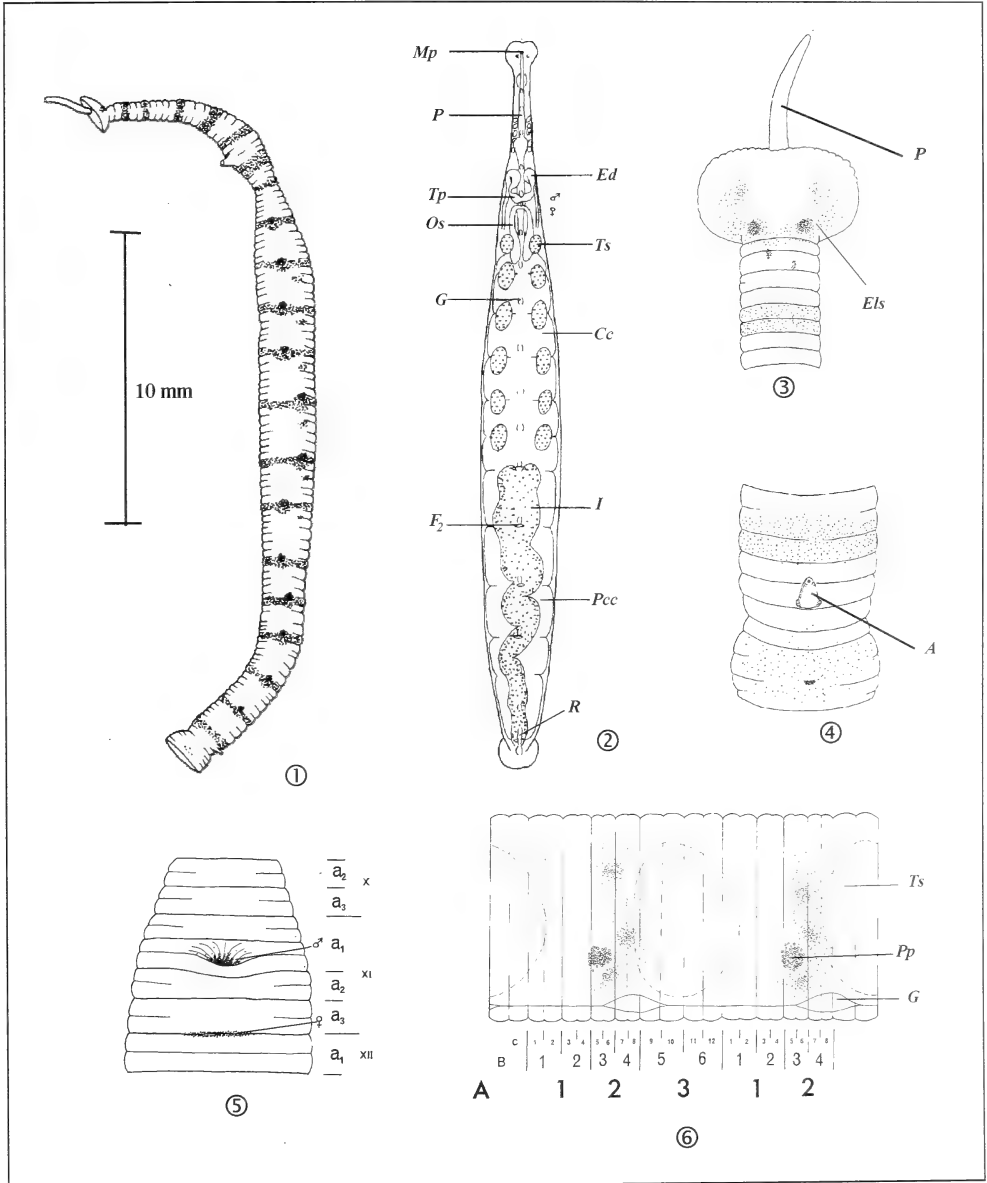 Mp
P
Ed
Tp
♂
♀
Os
Ts
G
Cc
10 mm
F2
I
Pcc
R
①
②
P
Els
③
A
④
a2 X
a3
♂ a1
XI
a2
♀ a3
a1 XII
⑤
Ts
Pp
G
C 1 2 3 4 5 6 7 8 9 10 11 12 1 2 3 4 5 6 7 8
B 1 2 3 4 5 6 1 2 3 4
A 1 2 3 1 2
⑥